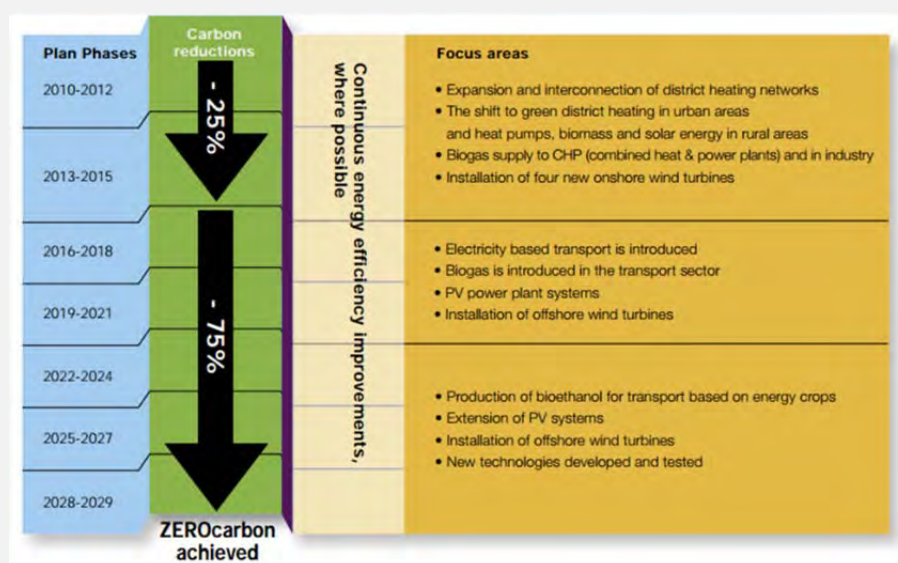 Plan Phases
2010-2012
2013-2015
2016-2018
2019-2021
2022-2024
2025-2027
2028-2029
Carbon
reductions
- 25%
- 75%
ZEROcarbon
achieved
Continuous energy efficiency improvements,
where possible
Focus areas
• Expansion and interconnection of district heating networks
• The shift to green district heating in urban areas
and heat pumps, biomass and solar energy in rural areas
• Biogas supply to CHP (combined heat & power plants) and in industry
• Installation of four new onshore wind turbines
• Electricity based transport is introduced
• Biogas is introduced in the transport sector
• PV power plant systems
• Installation of offshore wind turbines
• Production of bioethanol for transport based on energy crops
• Extension of PV systems
• Installation of offshore wind turbines
• New technologies developed and tested